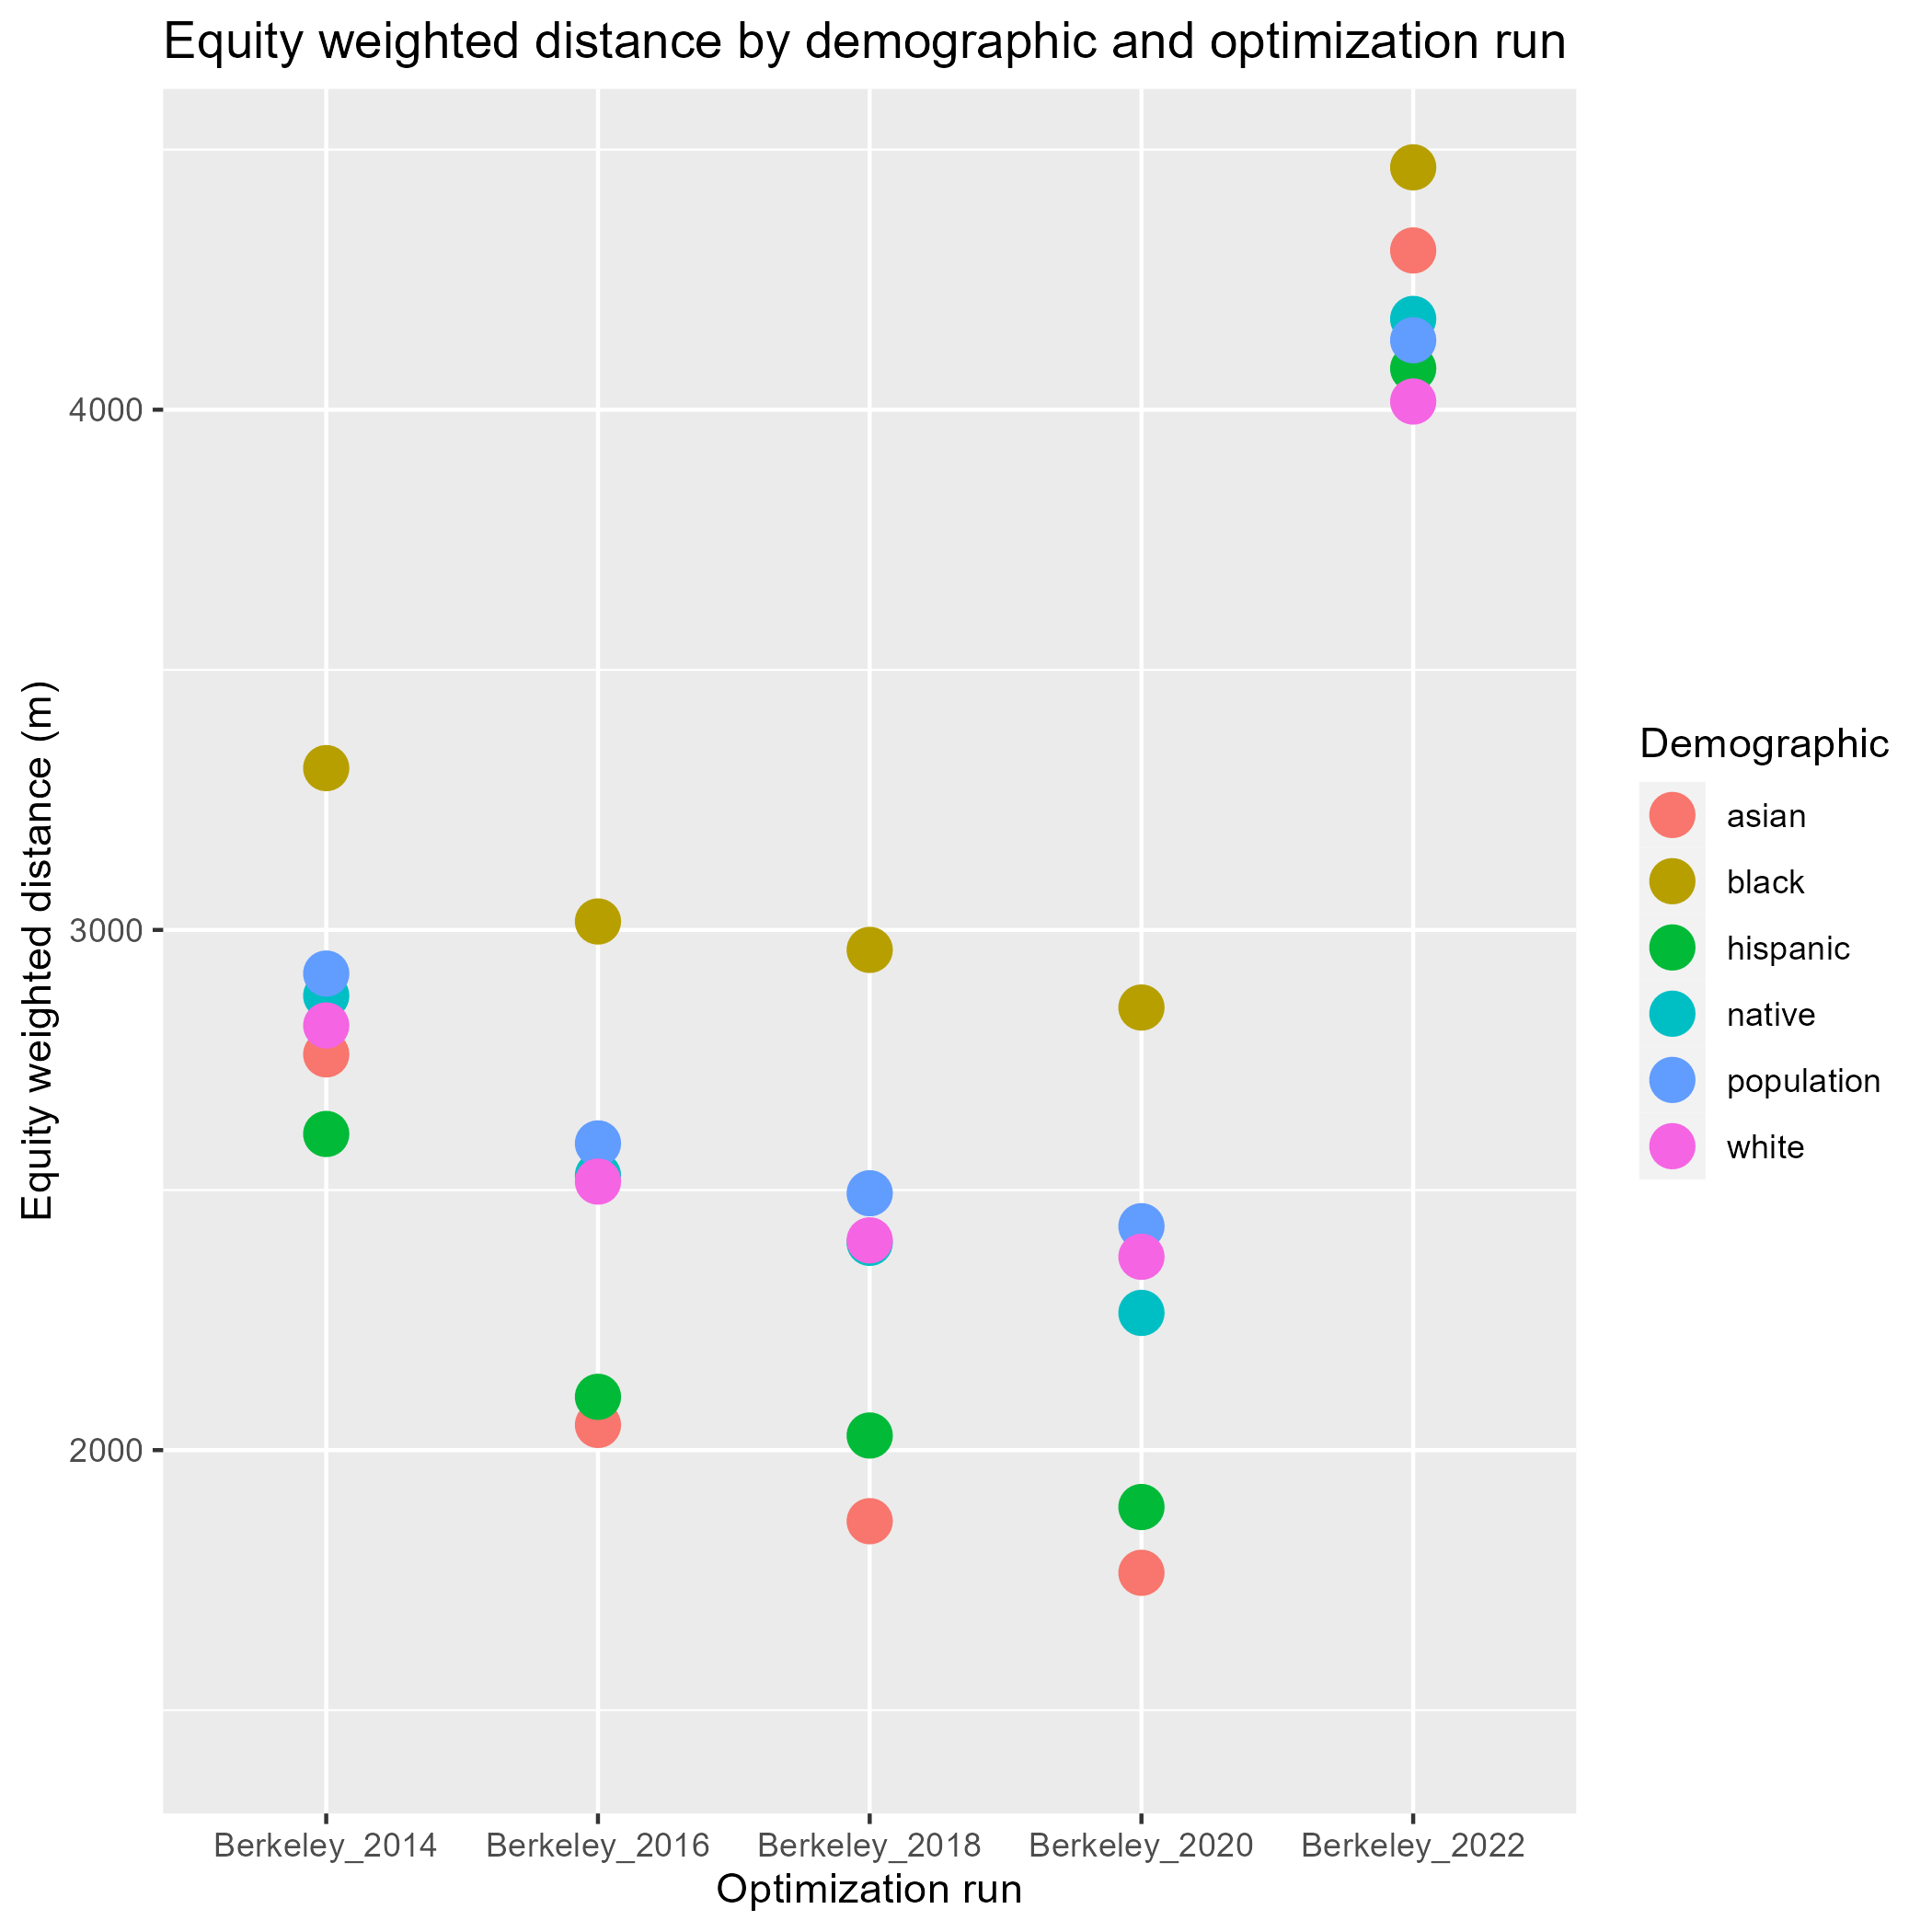 Equity weighted distance by demographic and optimization run
Equity weighted distance (m)
4000
3000
2000
Berkeley_2014
Berkeley_2016
Berkeley_2018
Berkeley_2020
Berkeley_2022
Optimization run
Demographic
asian
black
hispanic
native
population
white